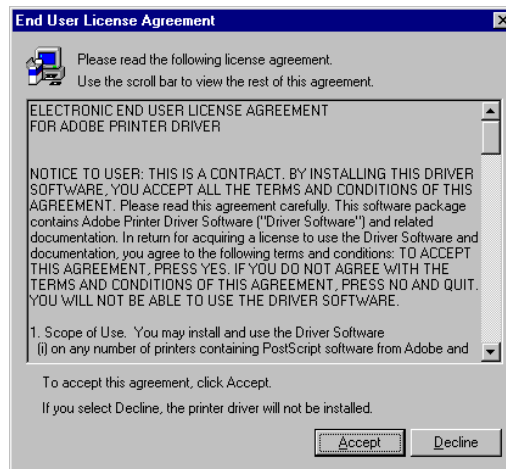 End User License Agreement
Please read the following license agreement.
Use the scroll bar to view the rest of this agreement.
ELECTRONIC END USER LICENSE AGREEMENT
FOR ADOBE PRINTER DRIVER
NOTICE TO USER: THIS IS A CONTRACT. BY INSTALLING THIS DRIVER
SOFTWARE, YOU ACCEPT ALL THE TERMS AND CONDITIONS OF THIS
AGREEMENT. Please read this agreement carefully. This software package
contains Adobe Printer Driver Software ("Driver Software") and related
documentation. In return for acquiring a license to use the Driver Software and
documentation, you agree to the following terms and conditions: TO ACCEPT
THIS AGREEMENT, PRESS YES. IF YOU DO NOT AGREE WITH THE
TERMS AND CONDITIONS OF THIS AGREEMENT, PRESS NO AND QUIT.
YOU WILL NOT BE ABLE TO USE THE DRIVER SOFTWARE.
1. Scope of Use. You may install and use the Driver Software
(i) on any number of printers containing PostScript software from Adobe and
To accept this agreement, click Accept.
If you select Decline, the printer driver will not be installed.
Accept Decline